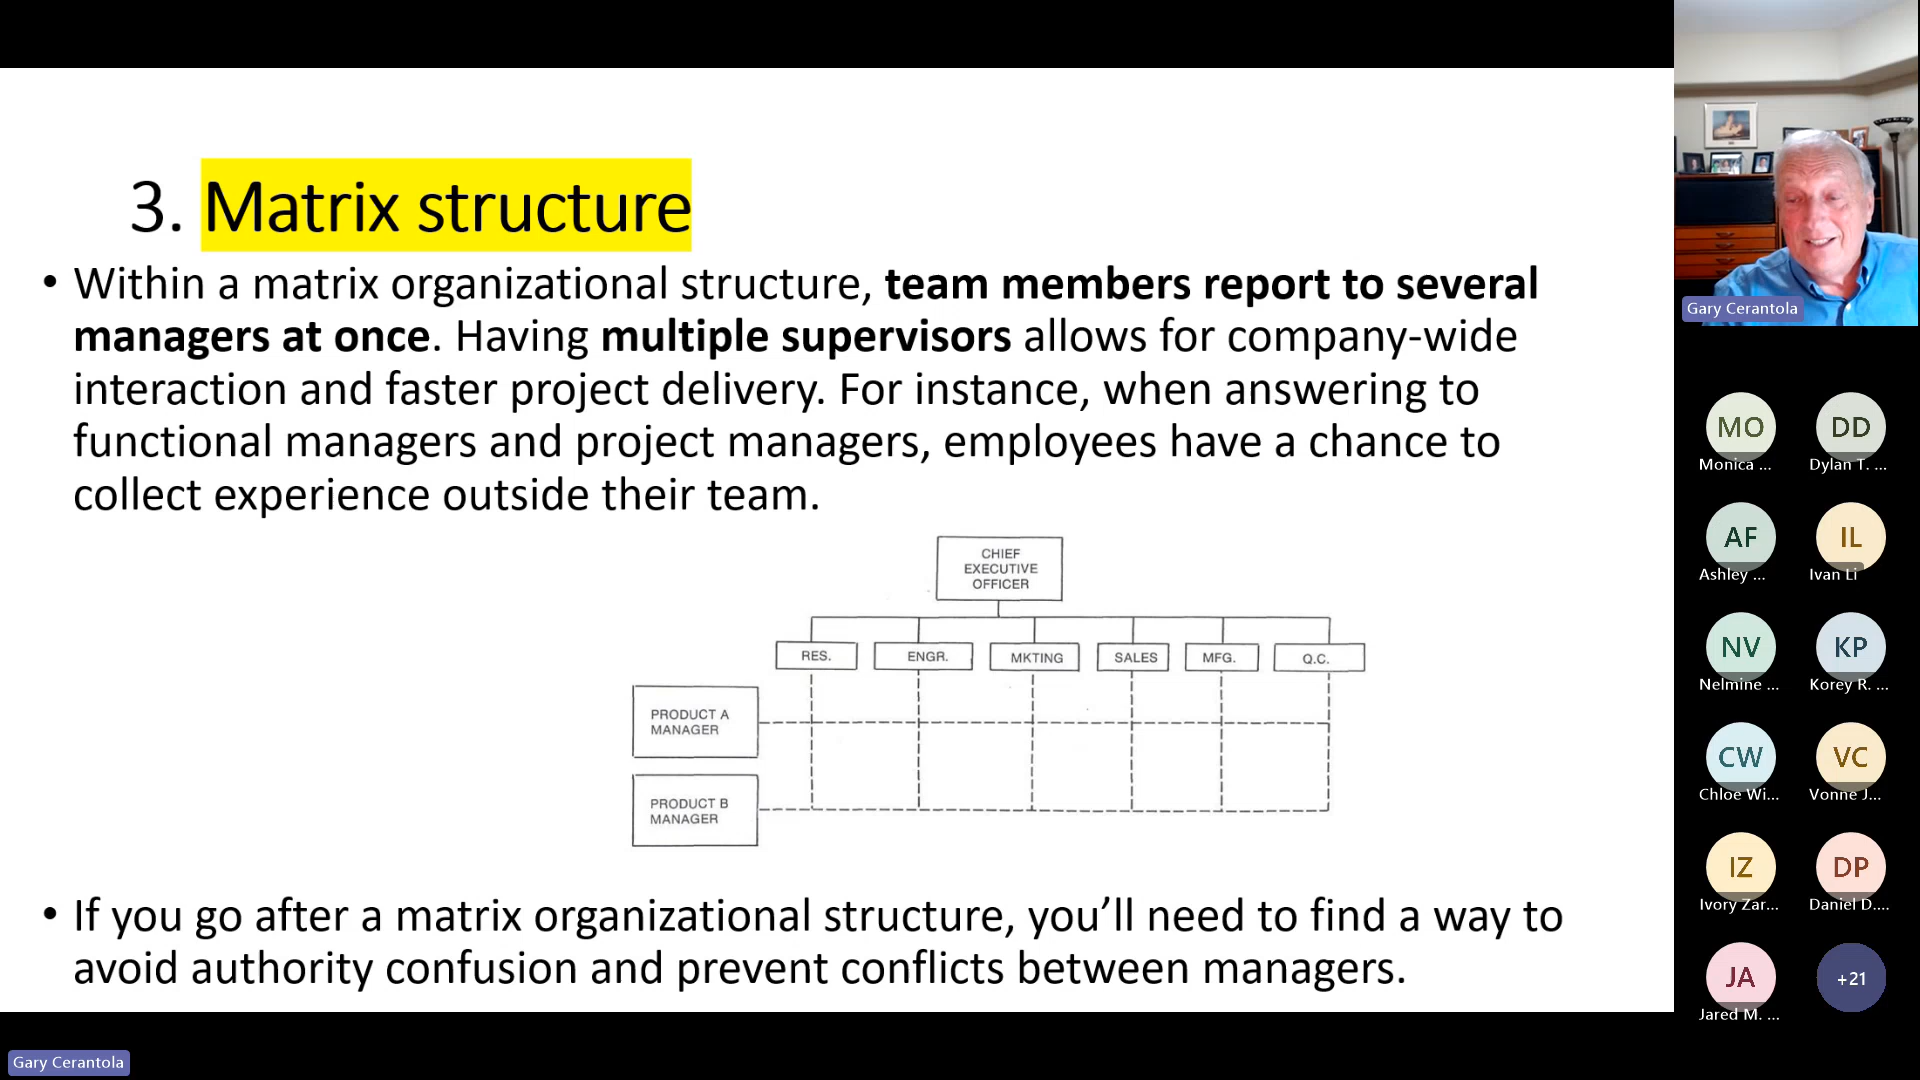 3. Matrix structure
• Within a matrix organizational structure, team members report to several
managers at once. Having multiple supervisors allows for company-wide
interaction and faster project delivery. For instance, when answering to
functional managers and project managers, employees have a chance to
collect experience outside their team.
CHIEF
EXECUTIVE
OFFICER
RES.
ENGR.
MKTING
SALES
MFG.
Q.C.
PRODUCT A
MANAGER
PRODUCT B
MANAGER
• If you go after a matrix organizational structure, you’ll need to find a way to
avoid authority confusion and prevent conflicts between managers.
Gary Cerantola
Gary Cerantola
MO
Monica ...
DD
Dylan T. ...
AF
Ashley ...
IL
Ivan Li
NV
Nelmine ...
KP
Korey R. ...
CW
Chloe Wi...
VC
Vonne J...
IZ
Ivory Zar...
DP
Daniel D....
JA
Jared M. ...
+21